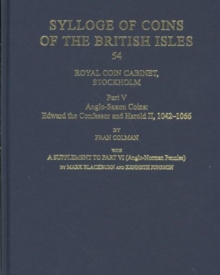 SYLLOGE OF COINS
OF THE BRITISH ISLES
54
ROYAL COIN CABINET,
STOCKHOLM
Part V
Anglo-Saxon Coins:
Edward the Confessor and Harold II, 1042–1066
BY
FRAN COLMAN
WITH
A SUPPLEMENT TO PART VI (Anglo-Norman Pennies)
BY MARK BLACKBURN AND KENNETH JONSSON